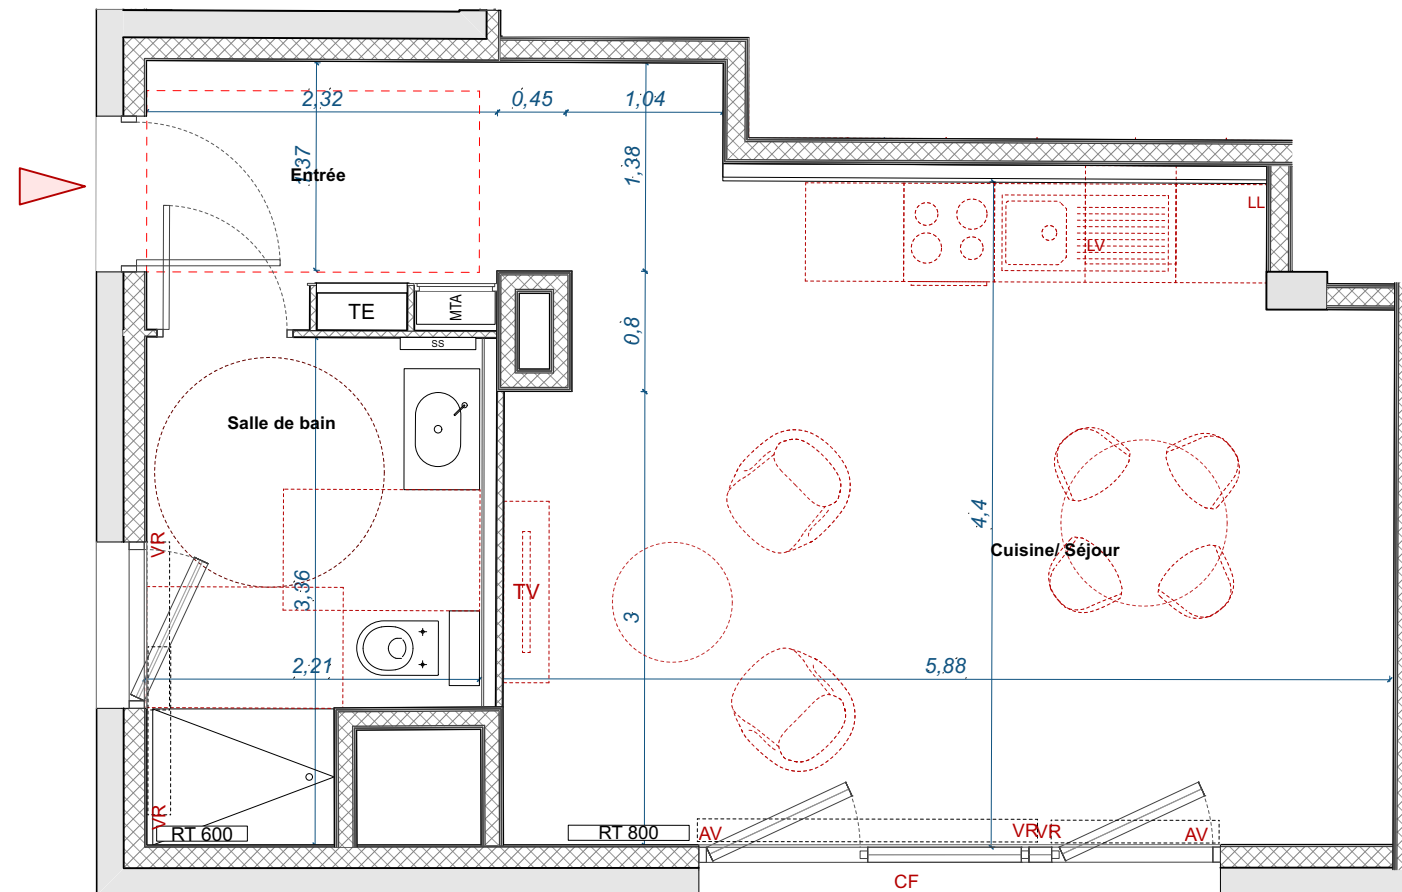 2,32
0,45
1,04
1,37
Entrée
1,38
LL
LV
TE
MTA
SS
0,8
Salle de bain
4,4
Cuisine/ Séjour
VR
3,36
TV
3
2,21
5,88
VR
RT 600
RT 800
AV
VR
VR
AV
CF